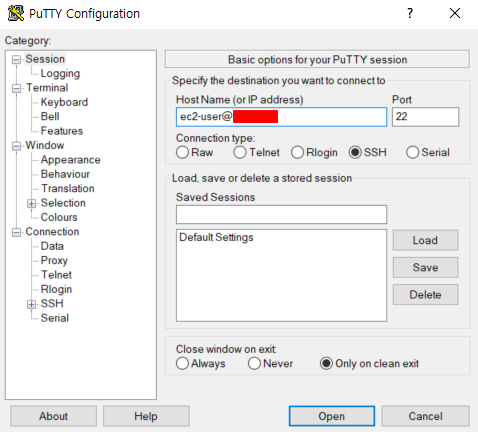 PuTTY Configuration
? ×
Category:
Session
Logging
Terminal
Keyboard
Bell
Features
Window
Appearance
Behaviour
Translation
Selection
Colours
Connection
Data
Proxy
Telnet
Rlogin
SSH
Serial
Basic options for your PuTTY session
Specify the destination you want to connect to
Host Name (or IP address) Port
ec2-user@ 22
Connection type:
Raw Telnet Rlogin SSH Serial
Load, save or delete a stored session
Saved Sessions
Default Settings
Load
Save
Delete
Close window on exit:
Always Never Only on clean exit
About Help Open Cancel